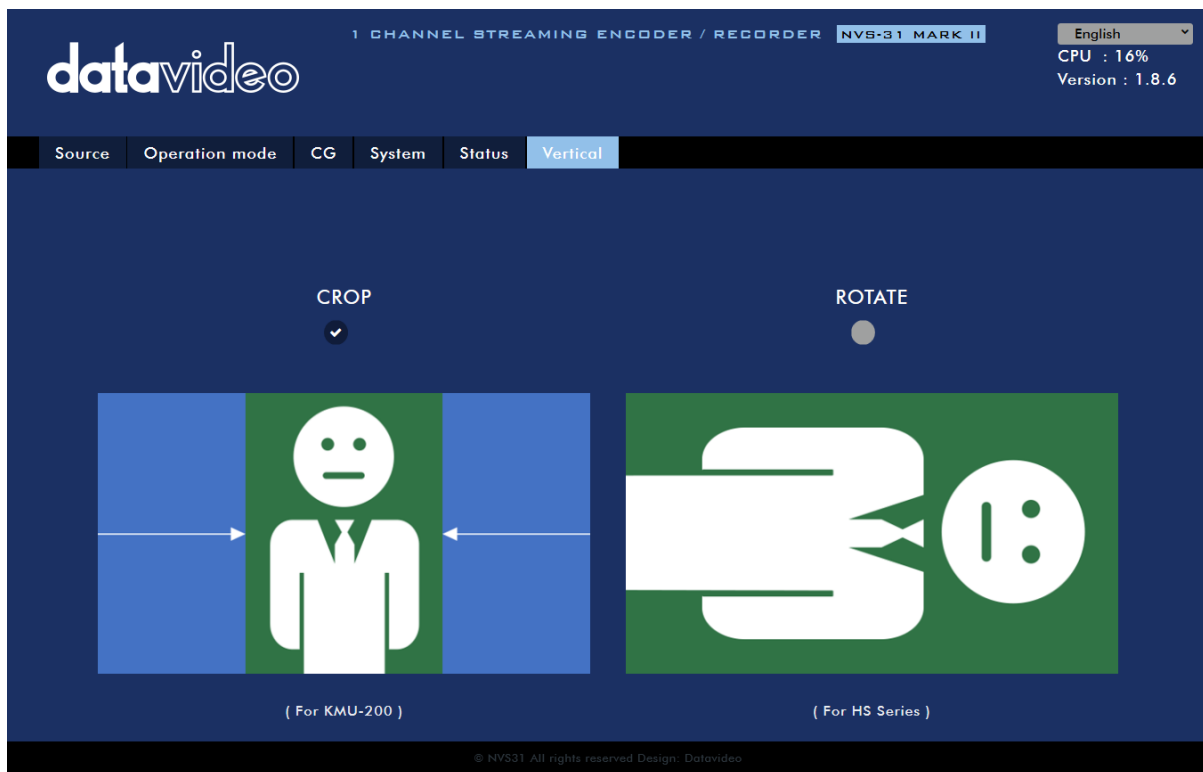 1 CHANNEL STREAMING ENCODER / RECORDER NVS-31 MARK II
English
datavideo
CPU : 16%
Version : 1.8.6
Source Operation mode CG System Status Vertical
CROP ROTATE
( For KMU-200 ) ( For HS Series )
© NVS31 All rights reserved Design: Datavideo